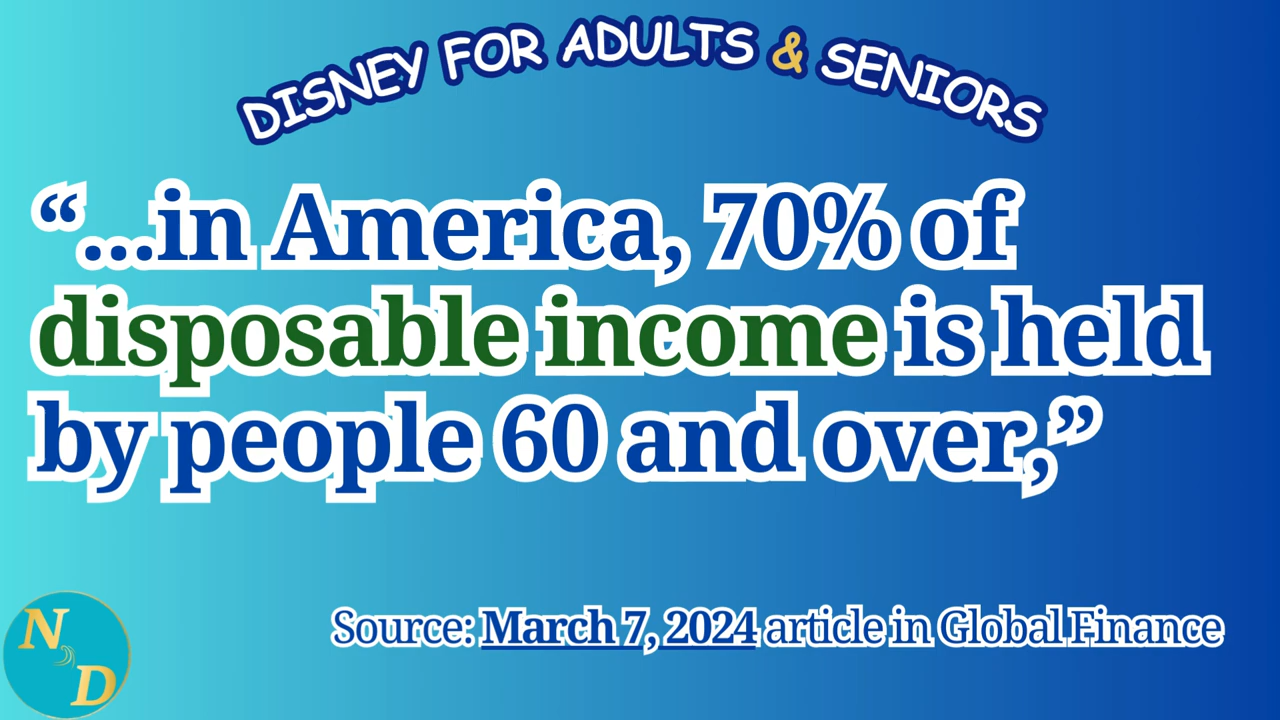 DISNEY FOR ADULTS & SENIORS
“...in America, 70% of
disposable income is held
by people 60 and over,”
Source: March 7, 2024 article in Global Finance
N
D